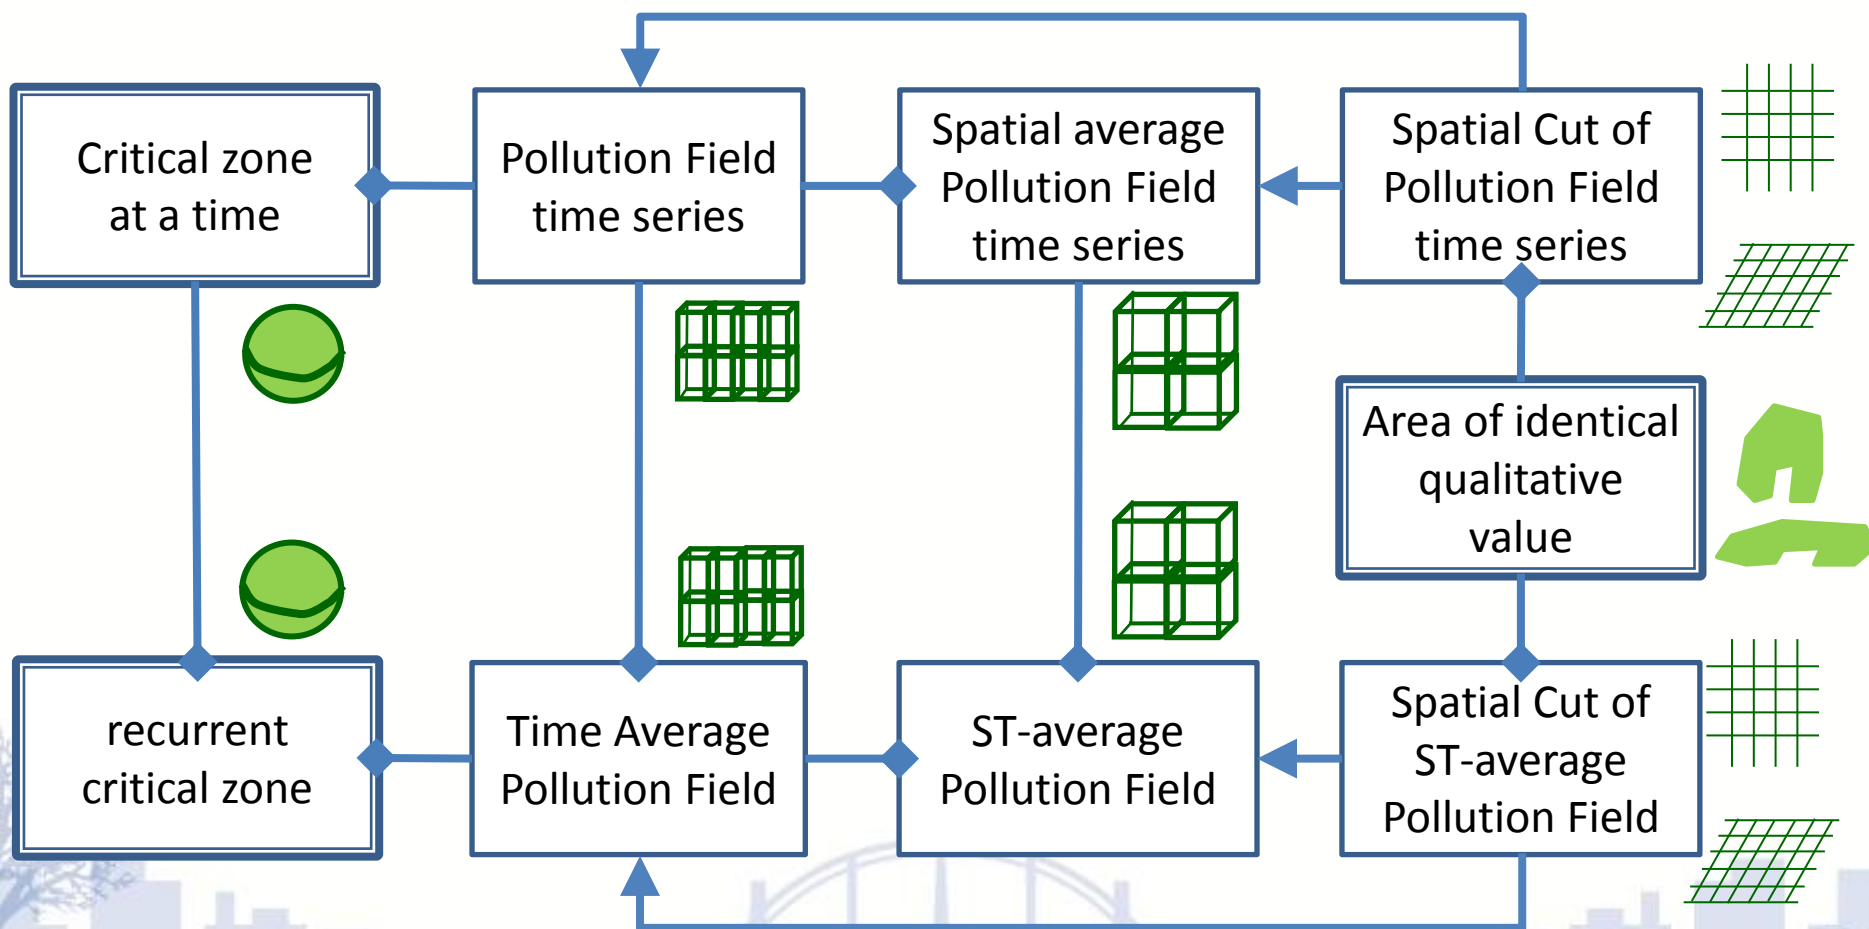 Critical zone
at a time
Pollution Field
time series
Spatial average
Pollution Field
time series
Spatial Cut of
Pollution Field
time series
Area of identical
qualitative
value
recurrent
critical zone
Time Average
Pollution Field
ST-average
Pollution Field
Spatial Cut of
ST-average
Pollution Field